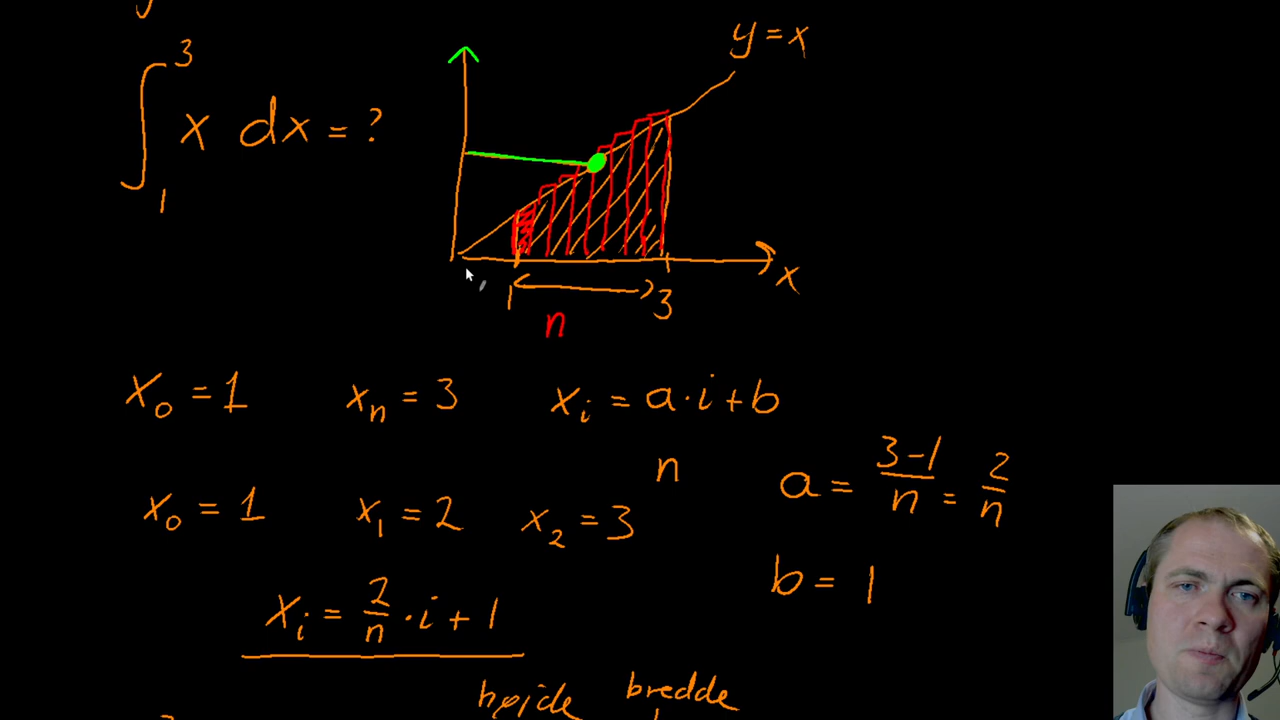 y = x
∫₁³ x dx = ?
x
1 3
n
x₀ = 1 xₙ = 3 xᵢ = a·i+b
n
a = (3-1)/n = 2/n
x₀ = 1 x₁ = 2 x₂ = 3
b = 1
xᵢ = 2/n · i + 1
høide bredde